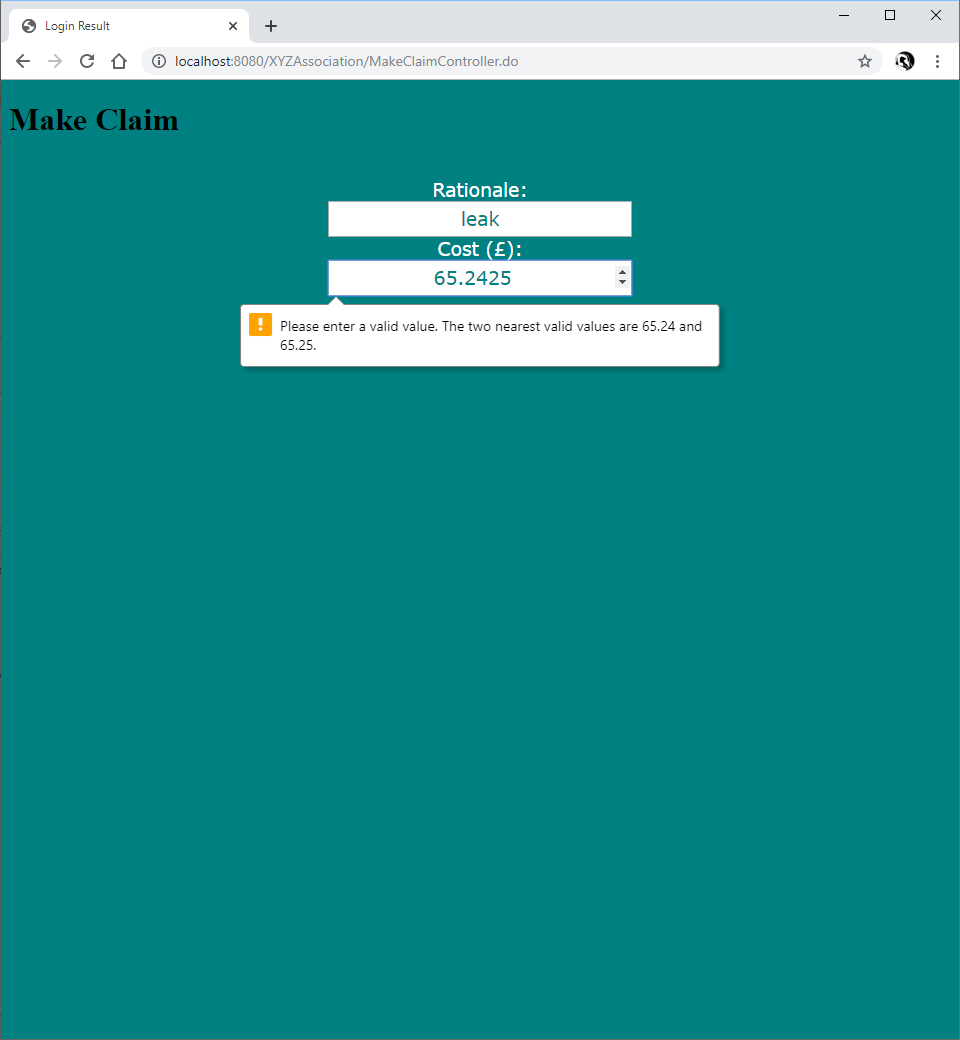 Login Result
localhost:8080/XYZAssociation/MakeClaimController.do
Make Claim
Rationale:
leak
Cost (£):
65.2425
Please enter a valid value. The two nearest valid values are 65.24 and
65.25.